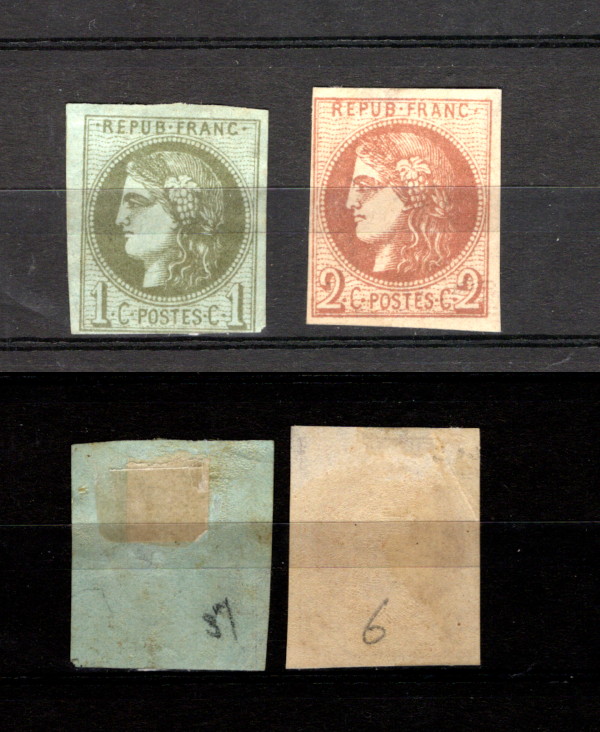 · REPUB · FRANC ·
1 · C · POSTES · C · 1
REPUB · FRANC ·
2 · C · POSTES · C · 2
6